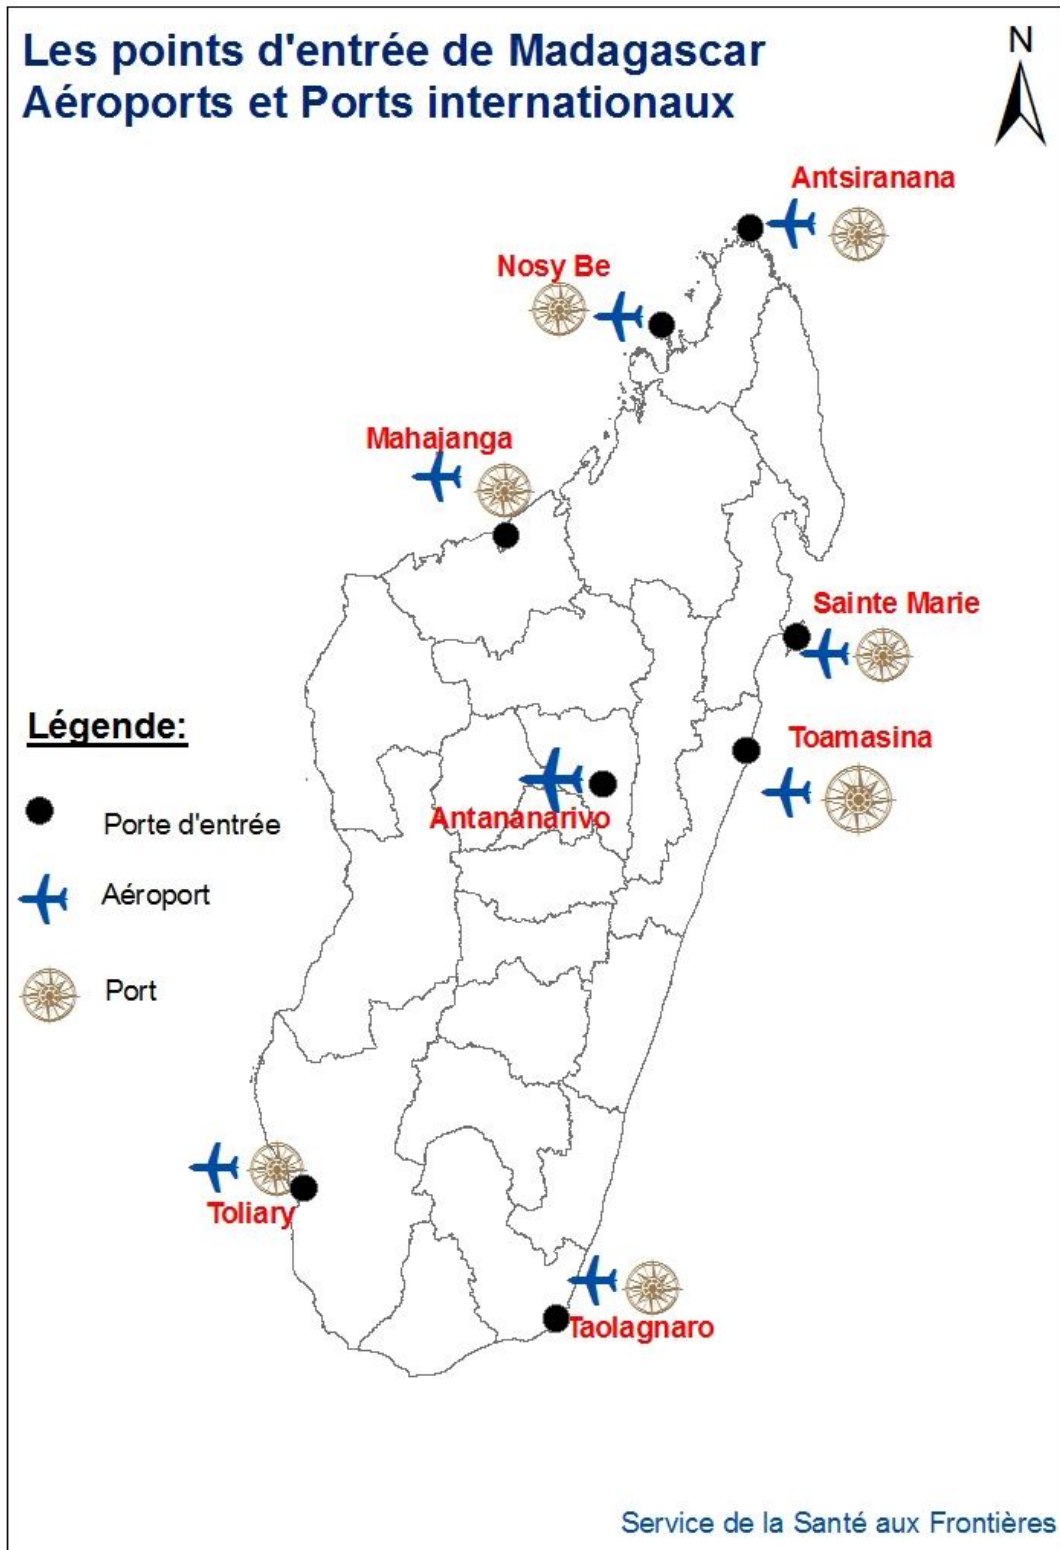 Les points d'entrée de Madagascar
Aéroports et Ports internationaux
N
Antsiranana
Nosy Be
Mahajanga
Sainte Marie
Légende:
Toamasina
Porte d'entrée
Antananarivo
Aéroport
Port
Toliary
Taolagnaro
Service de la Santé aux Frontières